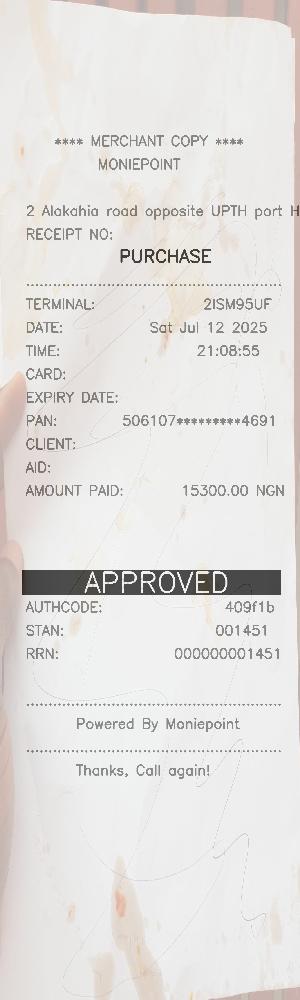 **** MERCHANT COPY ****
MONIEPOINT
2 Alakahia road opposite UPTH port H
RECEIPT NO:
PURCHASE
TERMINAL: 2ISM95UF
DATE: Sat Jul 12 2025
TIME: 21:08:55
CARD:
EXPIRY DATE:
PAN: 506107*********4691
CLIENT:
AID:
AMOUNT PAID: 15300.00 NGN
APPROVED
AUTHCODE: 409f1b
STAN: 001451
RRN: 000000001451
Powered By Moniepoint
Thanks, Call again!